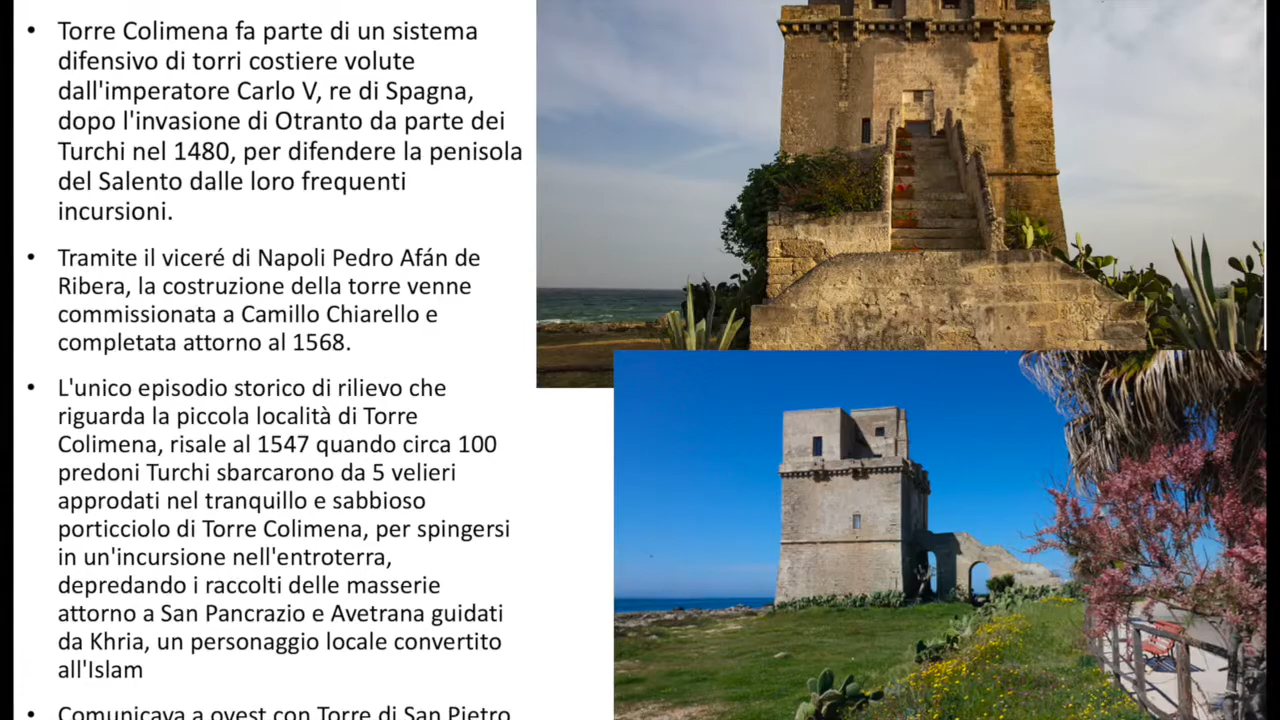 • Torre Colimena fa parte di un sistema
difensivo di torri costiere volute
dall'imperatore Carlo V, re di Spagna,
dopo l'invasione di Otranto da parte dei
Turchi nel 1480, per difendere la penisola
del Salento dalle loro frequenti
incursioni.
• Tramite il viceré di Napoli Pedro Afán de
Ribera, la costruzione della torre venne
commissionata a Camillo Chiarello e
completata attorno al 1568.
• L'unico episodio storico di rilievo che
riguarda la piccola località di Torre
Colimena, risale al 1547 quando circa 100
predoni Turchi sbarcarono da 5 velieri
approdati nel tranquillo e sabbioso
porticciolo di Torre Colimena, per spingersi
in un'incursione nell'entroterra,
depredando i raccolti delle masserie
attorno a San Pancrazio e Avetrana guidati
da Khria, un personaggio locale convertito
all'Islam
• Comunicava a ovest con Torre di San Pietro